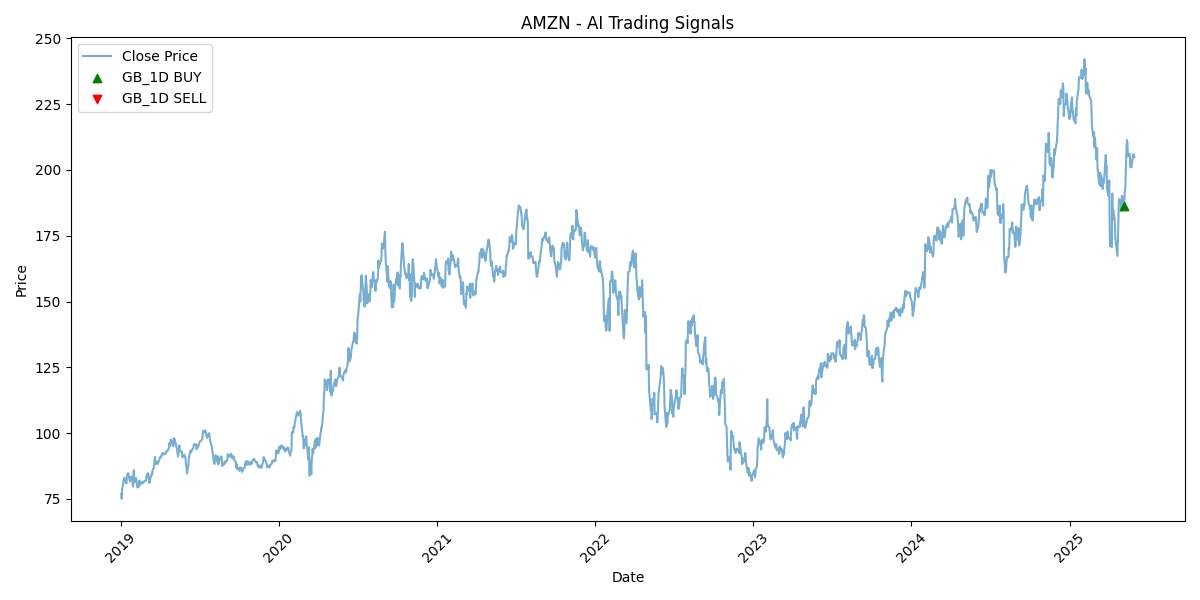 AMZN - AI Trading Signals
Close Price
GB_1D BUY
GB_1D SELL
250
225
200
175
150
125
100
75
Price
2019
2020
2021
2022
2023
2024
2025
Date